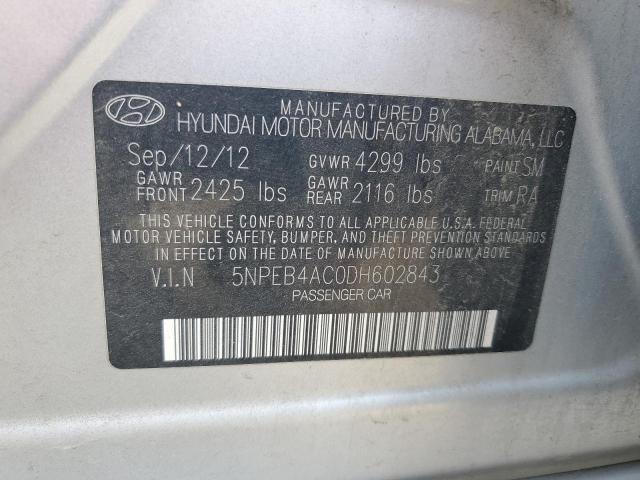 MANUFACTURED BY
HYUNDAI MOTOR MANUFACTURING ALABAMA, LLC
Sep/12/12 GVWR 4299 lbs PAINT SM
GAWR FRONT 2425 lbs GAWR REAR 2116 lbs TRIM RA
THIS VEHICLE CONFORMS TO ALL APPLICABLE U.S.A. FEDERAL
MOTOR VEHICLE SAFETY, BUMPER, AND THEFT PREVENTION STANDARDS
IN EFFECT ON THE DATE OF MANUFACTURE SHOWN ABOVE
V.I.N 5NPEB4AC0DH602843
PASSENGER CAR